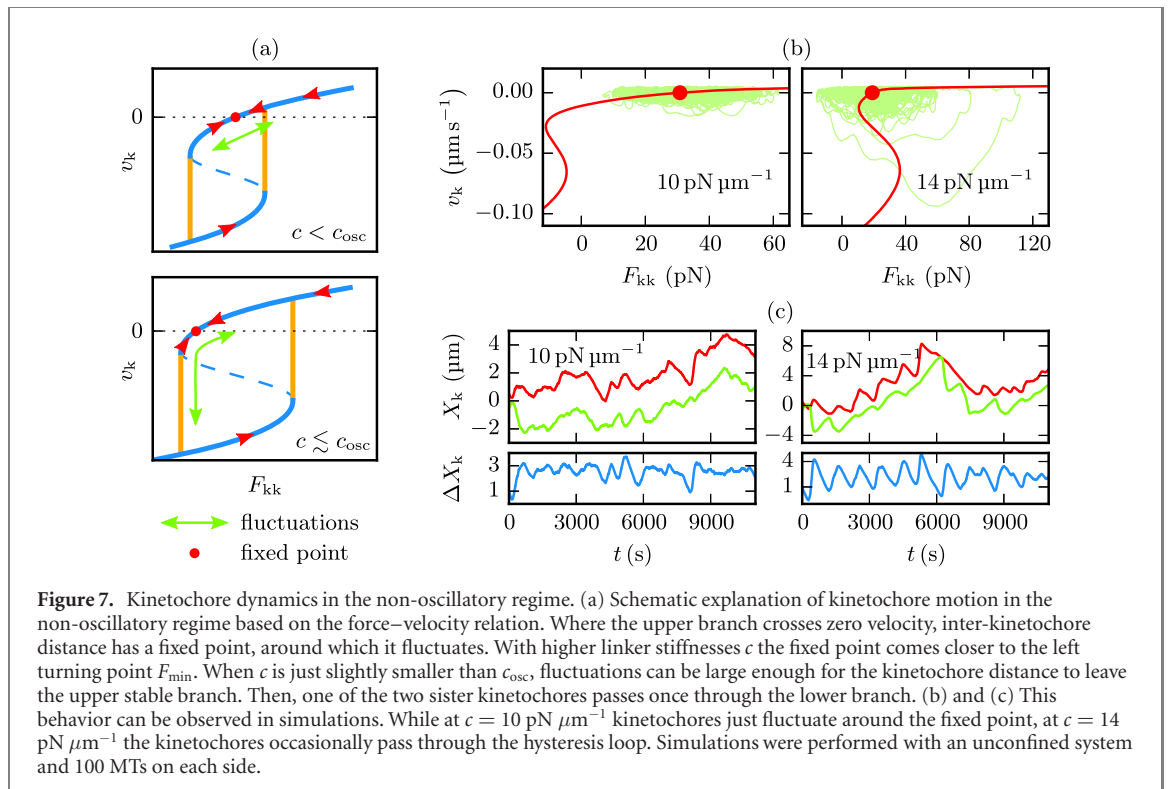 (a)
(b)
0
v_k
c < c_osc
0
v_k
c ≲ c_osc
F_kk
fluctuations
fixed point
0.00
−0.05
−0.10
v_k (μm s⁻¹)
10 pN μm⁻¹
14 pN μm⁻¹
0 20 40 60
0 40 80 120
F_kk (pN)
F_kk (pN)
(c)
4
2
0
−2
X_k (μm)
10 pN μm⁻¹
8
4
0
−4
14 pN μm⁻¹
3
1
ΔX_k
4
1
0 3000 6000 9000
0 3000 6000 9000
t (s)
t (s)
Figure 7. Kinetochore dynamics in the non-oscillatory regime. (a) Schematic explanation of kinetochore motion in the
non-oscillatory regime based on the force–velocity relation. Where the upper branch crosses zero velocity, inter-kinetochore
distance has a fixed point, around which it fluctuates. With higher linker stiffnesses c the fixed point comes closer to the left
turning point F_min. When c is just slightly smaller than c_osc, fluctuations can be large enough for the kinetochore distance to leave
the upper stable branch. Then, one of the two sister kinetochores passes once through the lower branch. (b) and (c) This
behavior can be observed in simulations. While at c = 10 pN μm⁻¹ kinetochores just fluctuate around the fixed point, at c = 14
pN μm⁻¹ the kinetochores occasionally pass through the hysteresis loop. Simulations were performed with an unconfined system
and 100 MTs on each side.